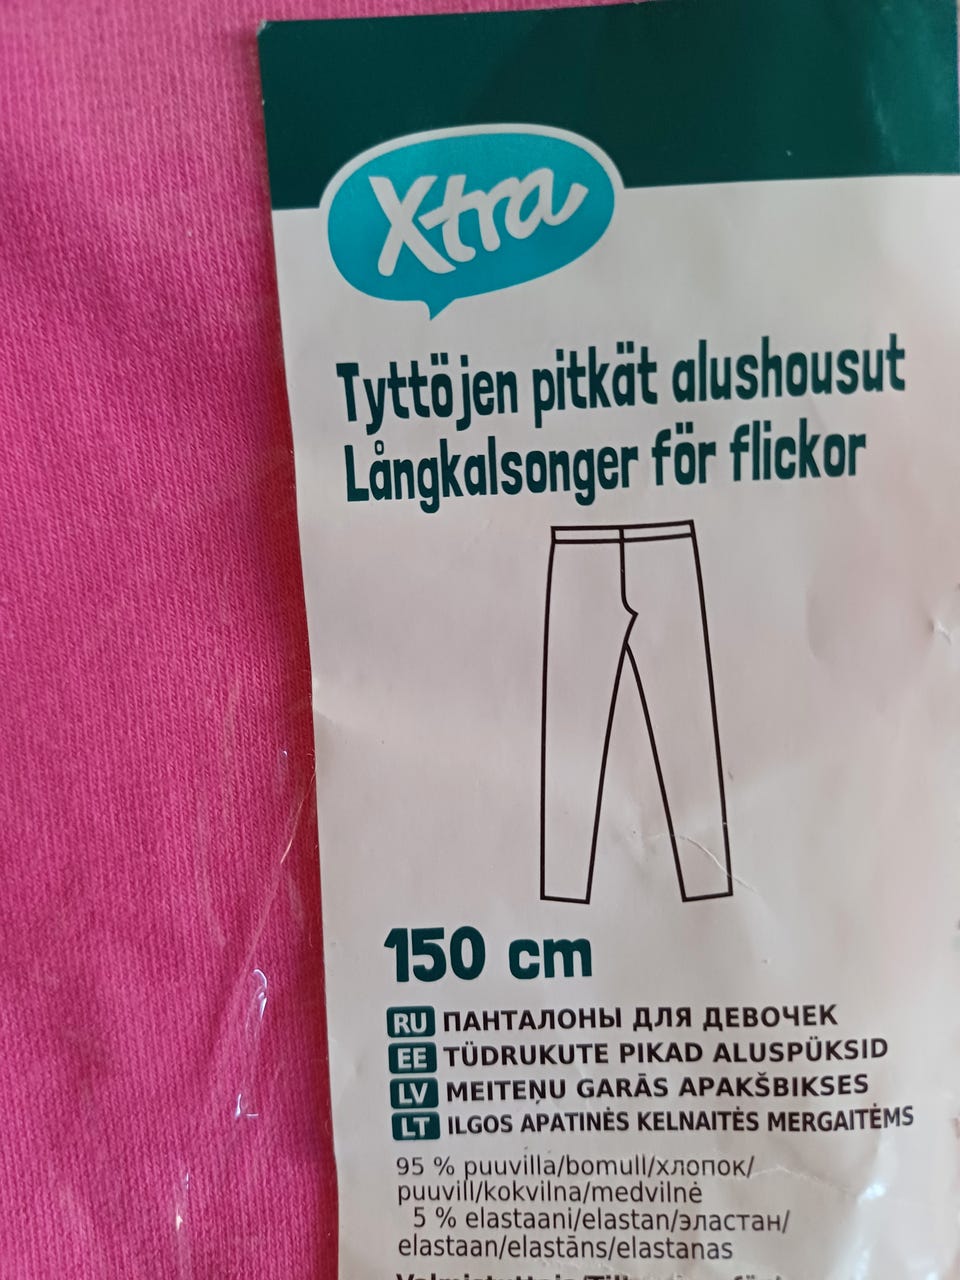 Xtra
Tyttöjen pitkät alushousut
Långkalsonger för flickor
150 cm
RU ПАНТАЛОНЫ ДЛЯ ДЕВОЧЕК
EE TÜDRUKUTE PIKAD ALUSPÜKSID
LV MEITEŅU GARĀS APAKŠBIKSES
LT ILGOS APATINĖS KELNAITĖS MERGAITĖMS
95 % puuvilla/bomull/хлопок/
puuvill/kokvilna/medvilnė
5 % elastaani/elastan/эластан/
elastaan/elastāns/elastanas